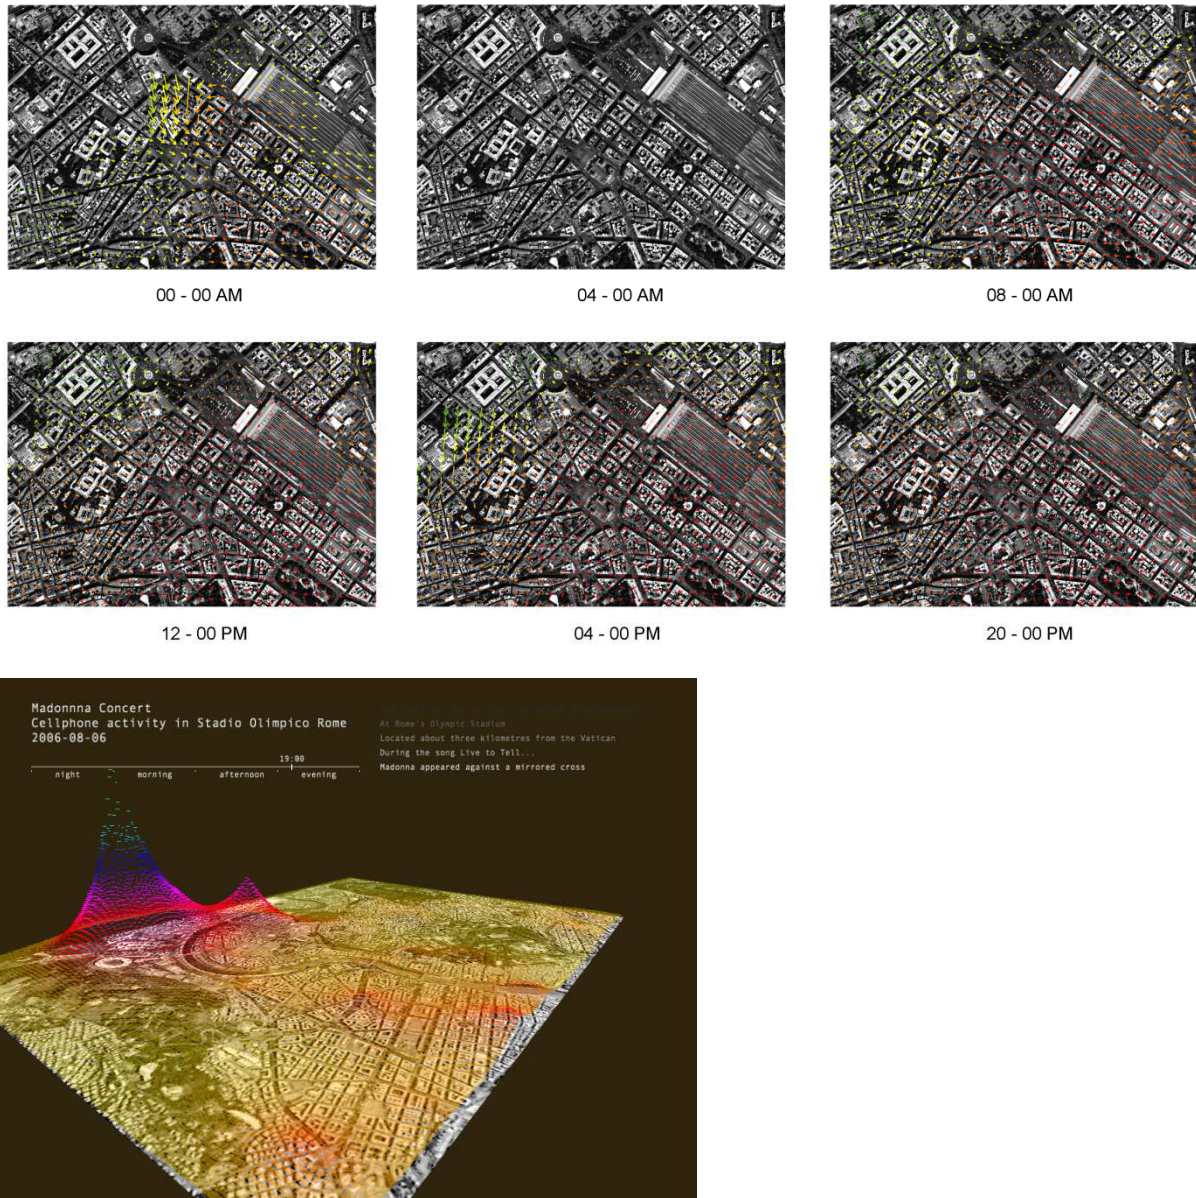 00 - 00 AM
04 - 00 AM
08 - 00 AM
12 - 00 PM
04 - 00 PM
20 - 00 PM
Madonnna Concert
Cellphone activity in Stadio Olimpico Rome
2006-08-06
19:00
night morning afternoon evening
At Rome's Olympic Stadium
Located about three kilometres from the Vatican
During the song Live to Tell...
Madonna appeared against a mirrored cross